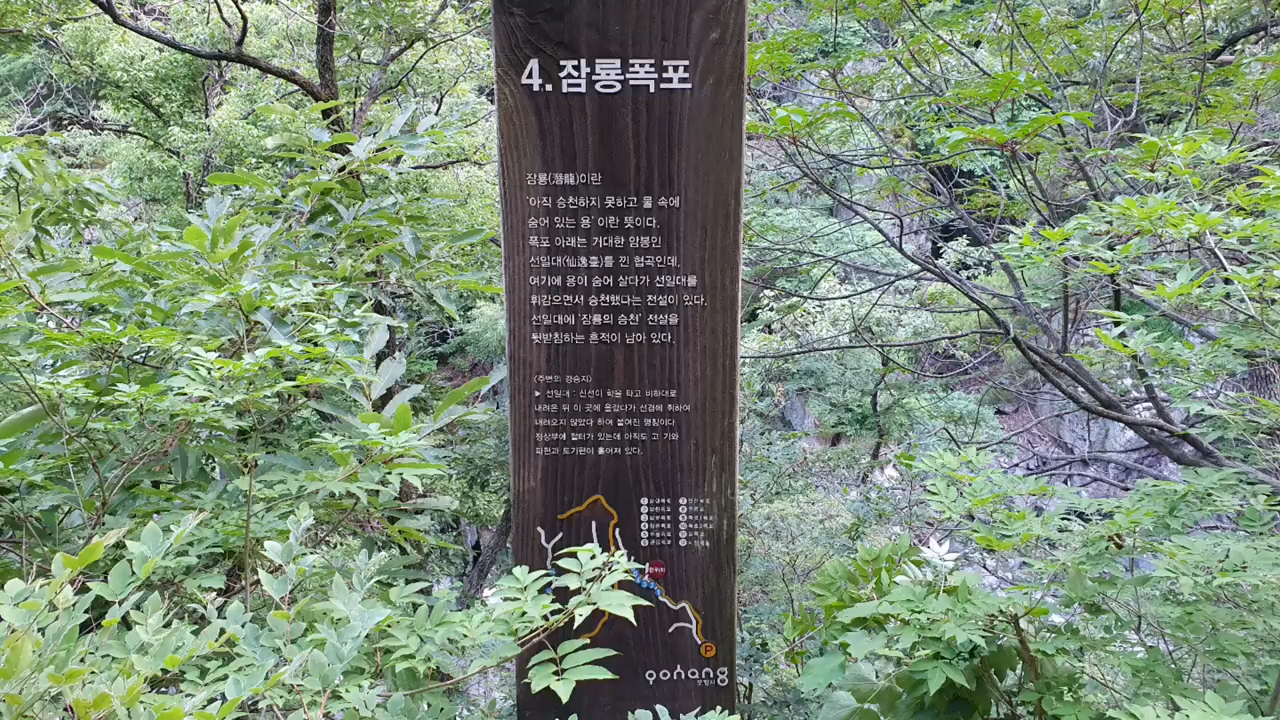 4.잠룡폭포
잠룡(潛龍)이란
'아직 승천하지 못하고 물 속에
숨어 있는 용' 이란 뜻이다.
폭포 아래는 거대한 암봉인
선일대(仙逸臺)를 낀 협곡인데,
여기에 용이 숨어 살다가 선일대를
휘감으면서 승천했다는 전설이 있다.
선일대에 '잠룡의 승천' 전설을
뒷받침하는 흔적이 남아 있다.
<주변의 경승지>
▶ 선일대 : 신선이 학을 타고 비하대로
내려온 뒤 이 곳에 올랐다가 선경에 취하여
내려오지 않았다 하여 붙여진 명칭이다
정상부에 절터가 있는데 아직도 고 기와
파편과 토기편이 흩어져 있다.
현위치
P
pohang
포항시